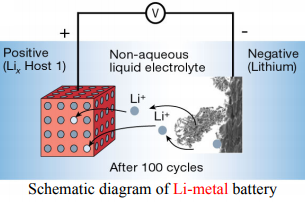 V
+
-
Positive
(Liₓ Host 1)
Non-aqueous
liquid electrolyte
Negative
(Lithium)
Li⁺
Li⁺
After 100 cycles
Schematic diagram of Li-metal battery